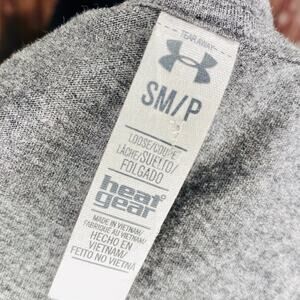 TEAR AWAY
SM/P
LOOSE/COUPE
LÂCHE/SUELTO/
FOLGADO
heat
gear
MADE IN VIETNAM/
FABRIQUÉ AU VIETNAM/
HECHO EN
VIETNAM/
FEITO NO VIETNA